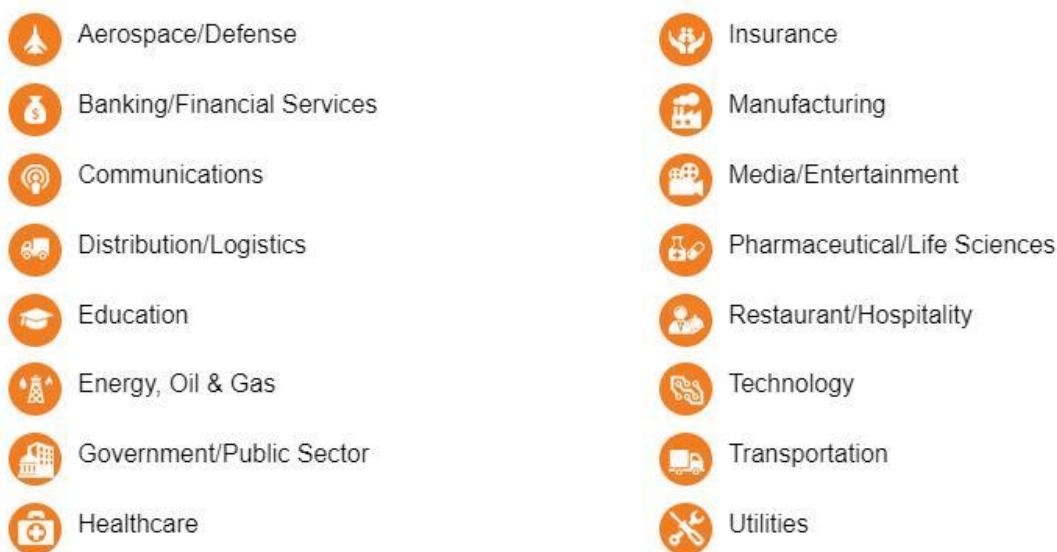 Aerospace/Defense
Banking/Financial Services
Communications
Distribution/Logistics
Education
Energy, Oil & Gas
Government/Public Sector
Healthcare
Insurance
Manufacturing
Media/Entertainment
Pharmaceutical/Life Sciences
Restaurant/Hospitality
Technology
Transportation
Utilities